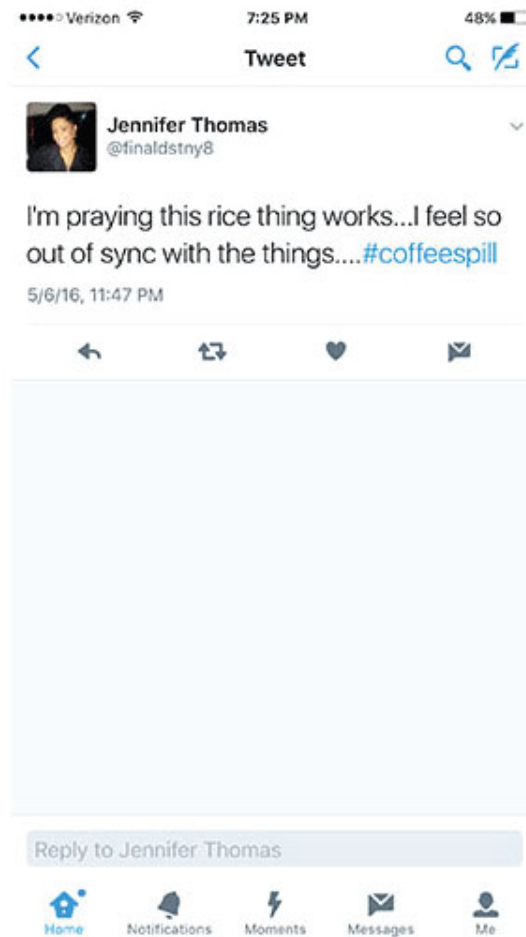 Verizon 7:25 PM 48%
Tweet
Jennifer Thomas
@finaldstny8
I'm praying this rice thing works...I feel so
out of sync with the things....#coffeespill
5/6/16, 11:47 PM
Reply to Jennifer Thomas
Home Notifications Moments Messages Me